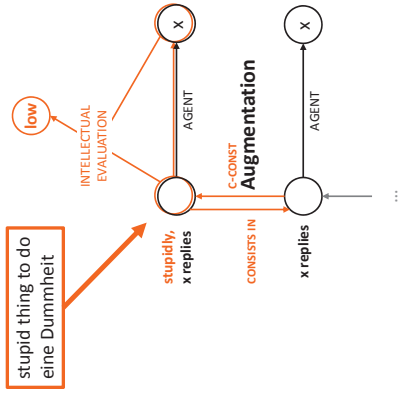 stupid thing to do
eine Dummheit
low
INTELLECTUAL
EVALUATION
x
AGENT
stupidly,
x replies
C-CONST
Augmentation
CONSISTS IN
x
AGENT
x replies
...